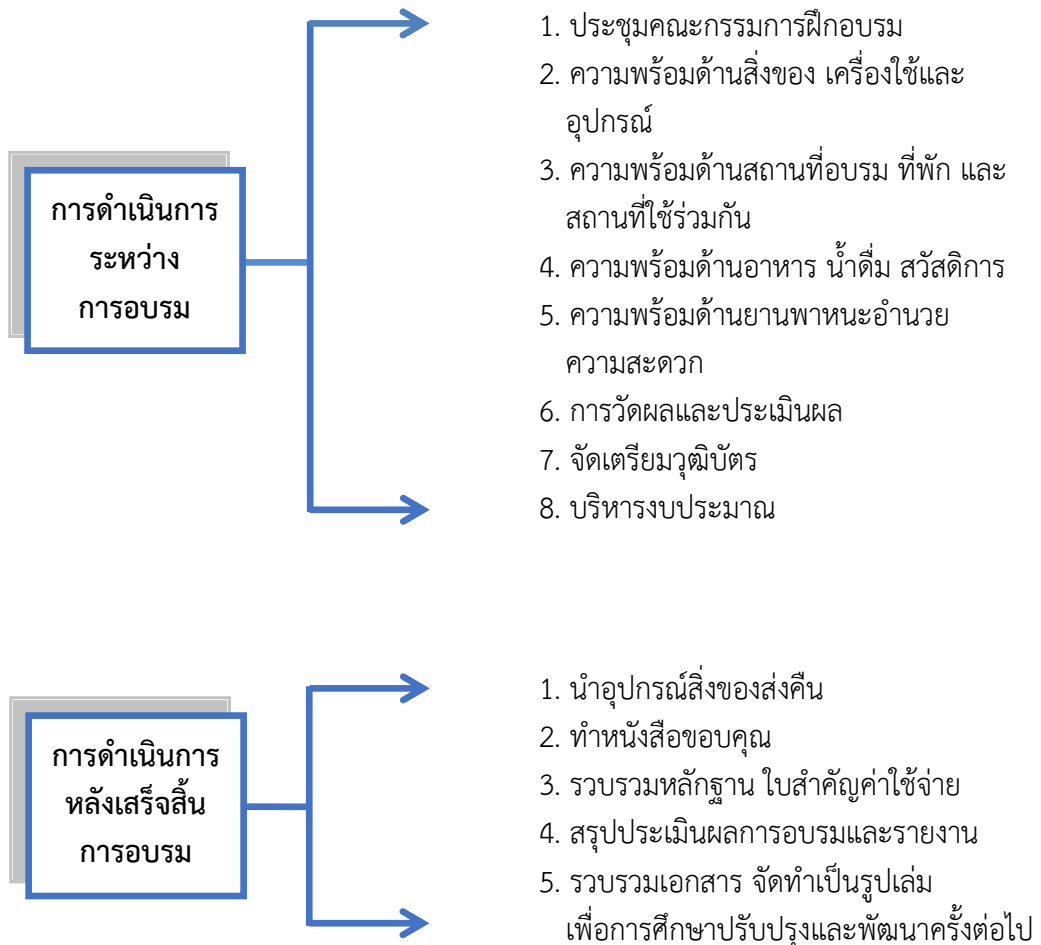 1. ประชุมคณะกรรมการฝึกอบรม
2. ความพร้อมด้านสิ่งของ เครื่องใช้และ
อุปกรณ์
3. ความพร้อมด้านสถานที่อบรม ที่พัก และ
สถานที่ใช้ร่วมกัน
4. ความพร้อมด้านอาหาร น้ำดื่ม สวัสดิการ
5. ความพร้อมด้านยานพาหนะอำนวย
ความสะดวก
6. การวัดผลและประเมินผล
7. จัดเตรียมวุฒิบัตร
8. บริหารงบประมาณ
การดำเนินการ
ระหว่าง
การอบรม
1. นำอุปกรณ์สิ่งของส่งคืน
2. ทำหนังสือขอบคุณ
3. รวบรวมหลักฐาน ใบสำคัญค่าใช้จ่าย
4. สรุปประเมินผลการอบรมและรายงาน
5. รวบรวมเอกสาร จัดทำเป็นรูปเล่ม
เพื่อการศึกษาปรับปรุงและพัฒนาครั้งต่อไป
การดำเนินการ
หลังเสร็จสิ้น
การอบรม